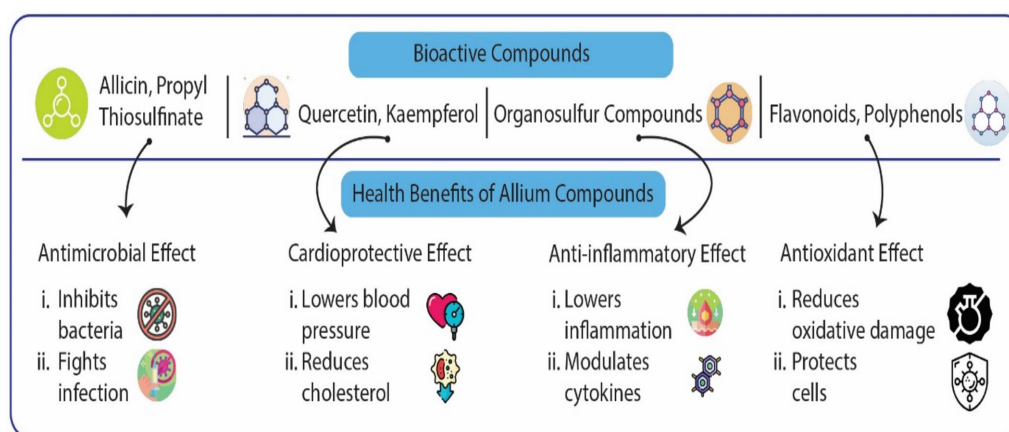 Bioactive Compounds
Allicin, Propyl
Thiosulfinate
Quercetin, Kaempferol
Organosulfur Compounds
Flavonoids, Polyphenols
Health Benefits of Allium Compounds
Antimicrobial Effect
i. Inhibits
bacteria
ii. Fights
infection
Cardioprotective Effect
i. Lowers blood
pressure
ii. Reduces
cholesterol
Anti-inflammatory Effect
i. Lowers
inflammation
ii. Modulates
cytokines
Antioxidant Effect
i. Reduces
oxidative damage
ii. Protects
cells